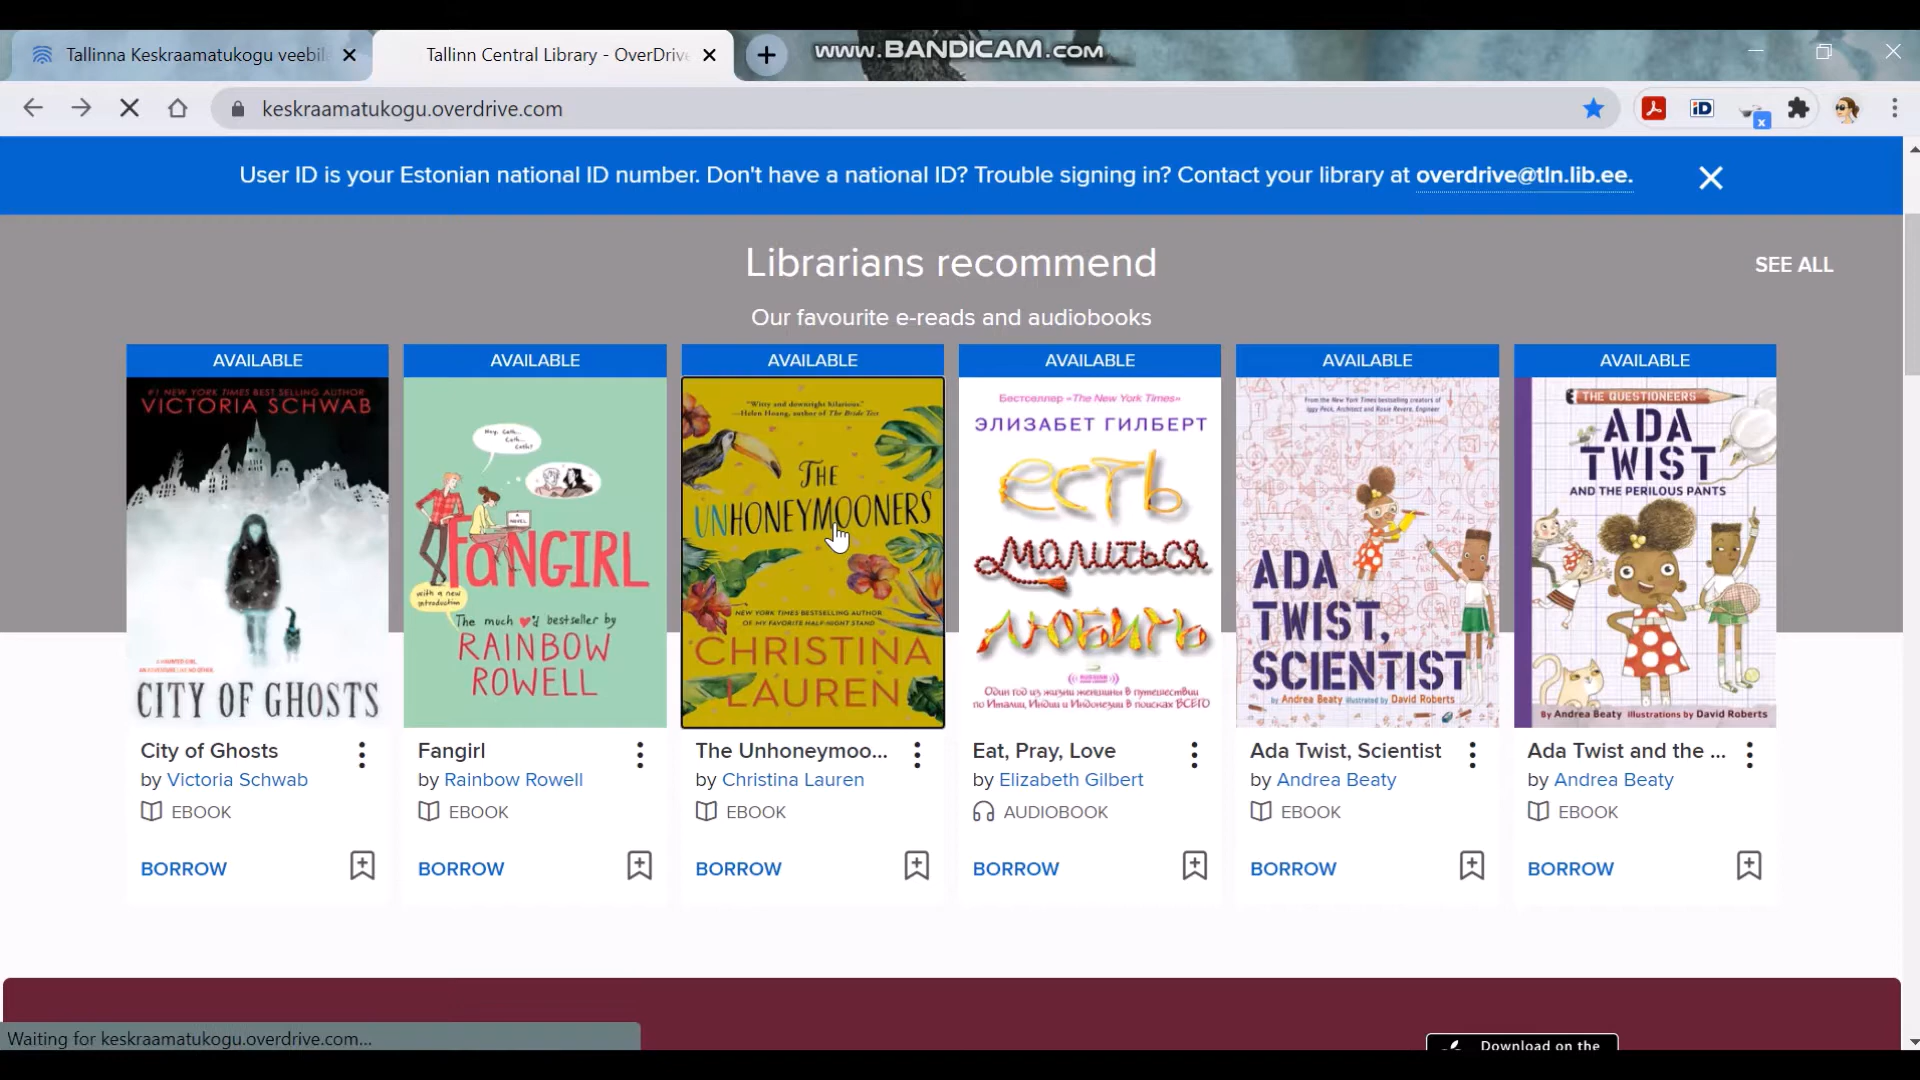 Tallinna Keskraamatukogu veebile
Tallinn Central Library - OverDrive
www.BANDICAM.com
keskraamatukogu.overdrive.com
User ID is your Estonian national ID number. Don't have a national ID? Trouble signing in? Contact your library at overdrive@tln.lib.ee.
Librarians recommend
SEE ALL
Our favourite e-reads and audiobooks
AVAILABLE
#1 NEW YORK TIMES BEST SELLING AUTHOR
VICTORIA SCHWAB
CITY OF GHOSTS
City of Ghosts
by Victoria Schwab
EBOOK
BORROW
AVAILABLE
Hey, Cath...
Cath...
Cath?
with a new
introduction
A NOVEL
FANGIRL
The much ❤'d bestseller by
RAINBOW
ROWELL
Fangirl
by Rainbow Rowell
EBOOK
BORROW
AVAILABLE
"Witty and downright hilarious."
—Helen Hoang, author of The Bride Test
THE
UNHONEYMOONERS
NEW YORK TIMES BESTSELLING AUTHOR
OF MY FAVORITE HALF-NIGHT STAND
CHRISTINA
LAUREN
The Unhoneymoo...
by Christina Lauren
EBOOK
BORROW
AVAILABLE
Бестселлер «The New York Times»
ЭЛИЗАБЕТ ГИЛБЕРТ
есть
молиться
любить
Один год из жизни женщины в путешествии
по Италии, Индии и Индонезии в поисках ВСЕГО
Eat, Pray, Love
by Elizabeth Gilbert
AUDIOBOOK
BORROW
AVAILABLE
From the New York Times bestselling creators of
Iggy Peck, Architect and Rosie Revere, Engineer
ADA
TWIST,
SCIENTIST
by Andrea Beaty illustrated by David Roberts
Ada Twist, Scientist
by Andrea Beaty
EBOOK
BORROW
AVAILABLE
THE QUESTIONEERS
ADA
TWIST
AND THE PERILOUS PANTS
By Andrea Beaty Illustrations by David Roberts
Ada Twist and the ...
by Andrea Beaty
EBOOK
BORROW
Waiting for keskraamatukogu.overdrive.com...
Download on the